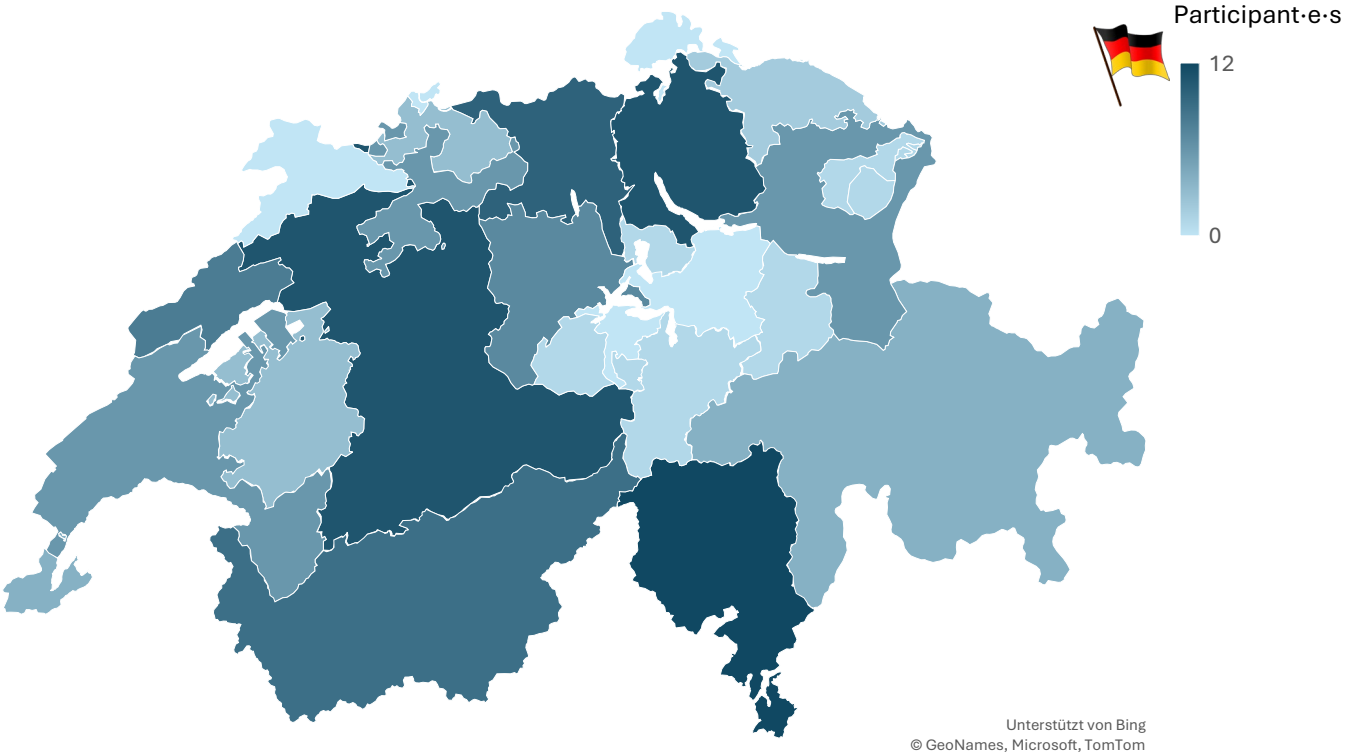 Participant·e·s
12
0
Unterstützt von Bing
© GeoNames, Microsoft, TomTom